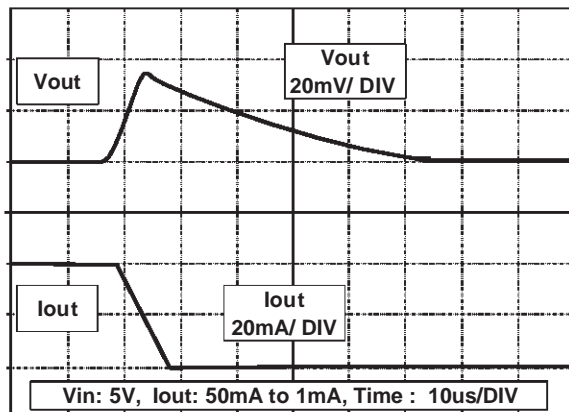 Vout
Vout
20mV/ DIV
Iout
Iout
20mA/ DIV
Vin: 5V, Iout: 50mA to 1mA, Time : 10us/DIV